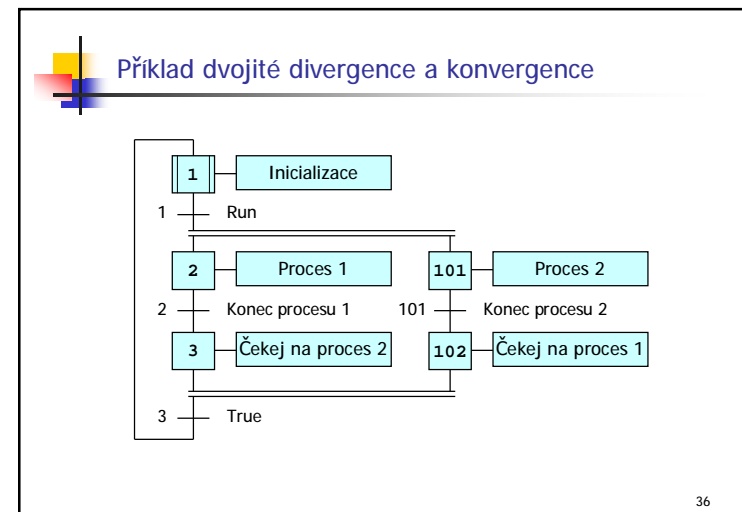 Příklad dvojité divergence a konvergence
1 Inicializace
1 Run
2 Proces 1 101 Proces 2
2 Konec procesu 1 101 Konec procesu 2
3 Čekej na proces 2 102 Čekej na proces 1
3 True
36